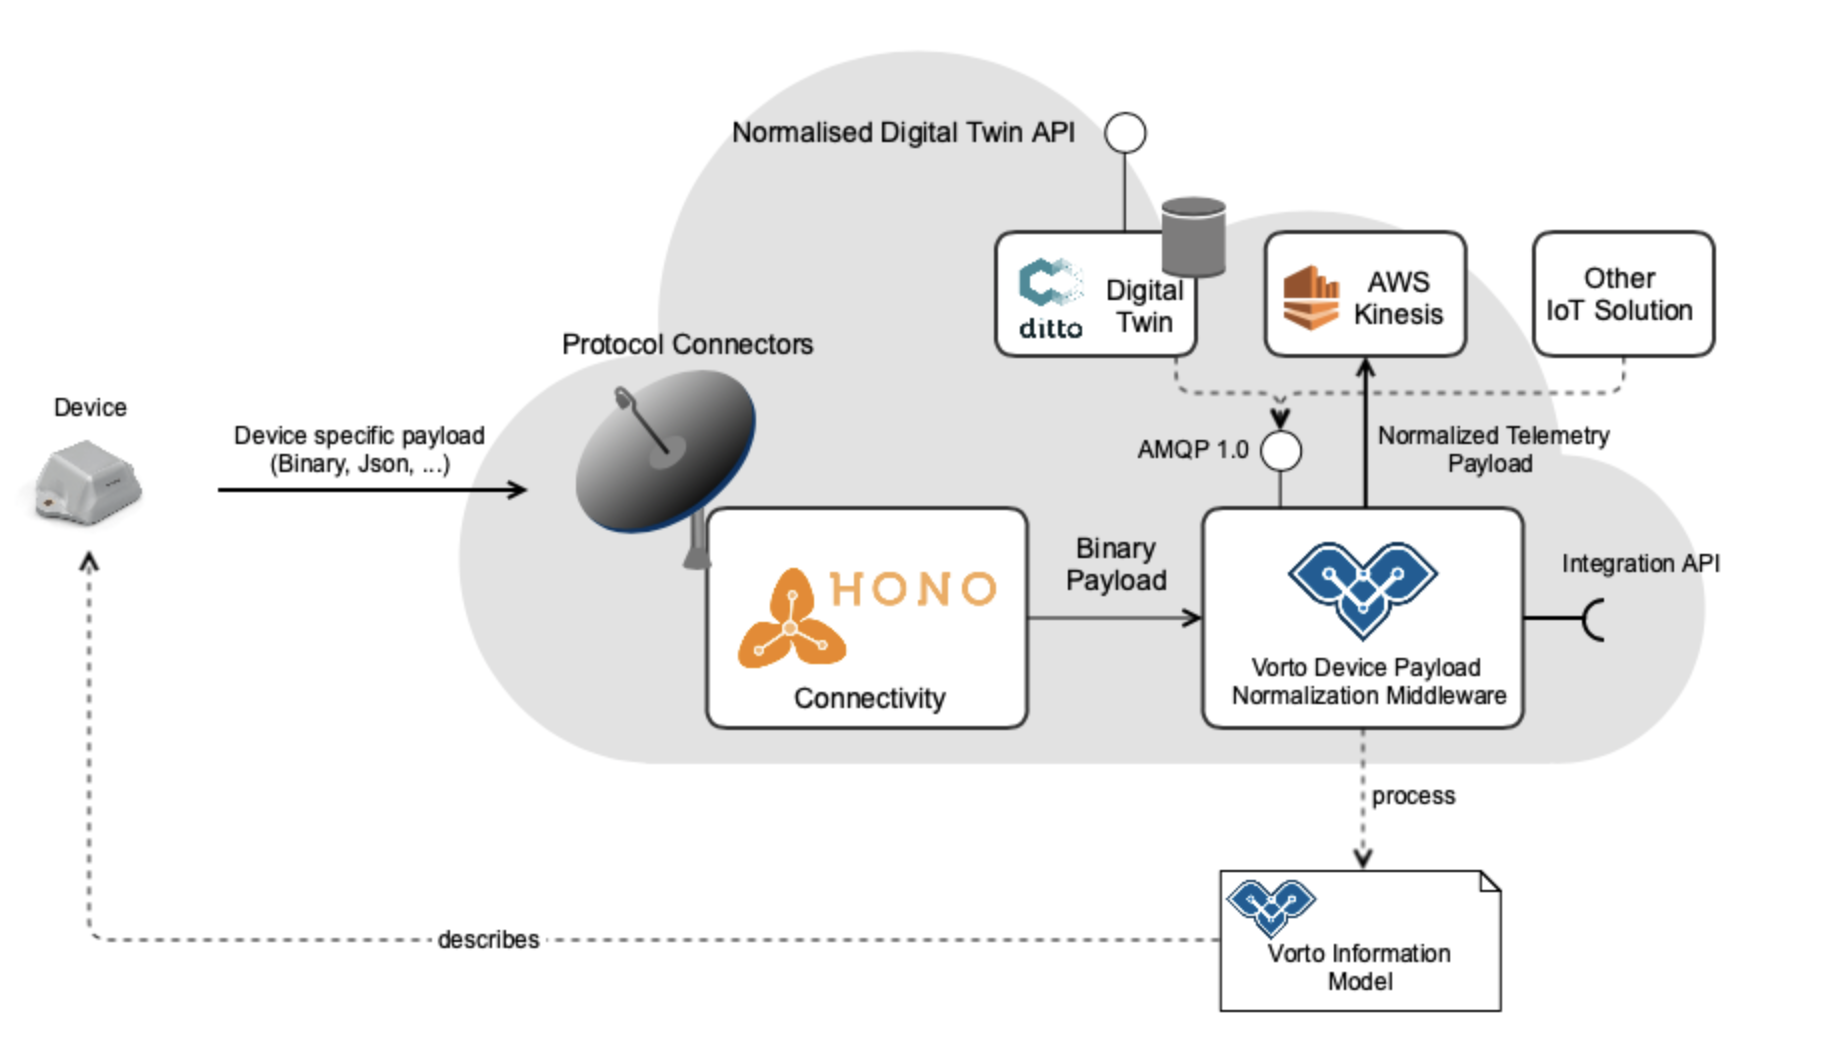 Normalised Digital Twin API
ditto
Digital
Twin
AWS
Kinesis
Other
IoT Solution
Protocol Connectors
Device
Device specific payload
(Binary, Json, ...)
AMQP 1.0
Normalized Telemetry
Payload
HONO
Connectivity
Binary
Payload
Vorto Device Payload
Normalization Middleware
Integration API
process
describes
Vorto Information
Model